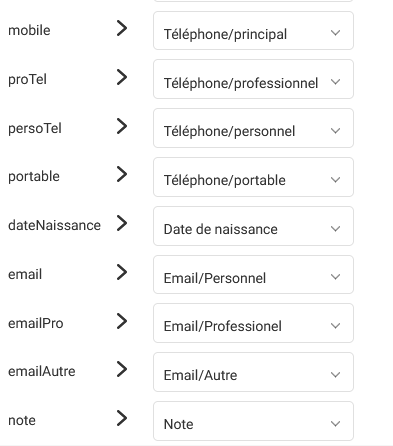 mobile Téléphone/principal
proTel Téléphone/professionnel
persoTel Téléphone/personnel
portable Téléphone/portable
dateNaissance Date de naissance
email Email/Personnel
emailPro Email/Professionel
emailAutre Email/Autre
note Note